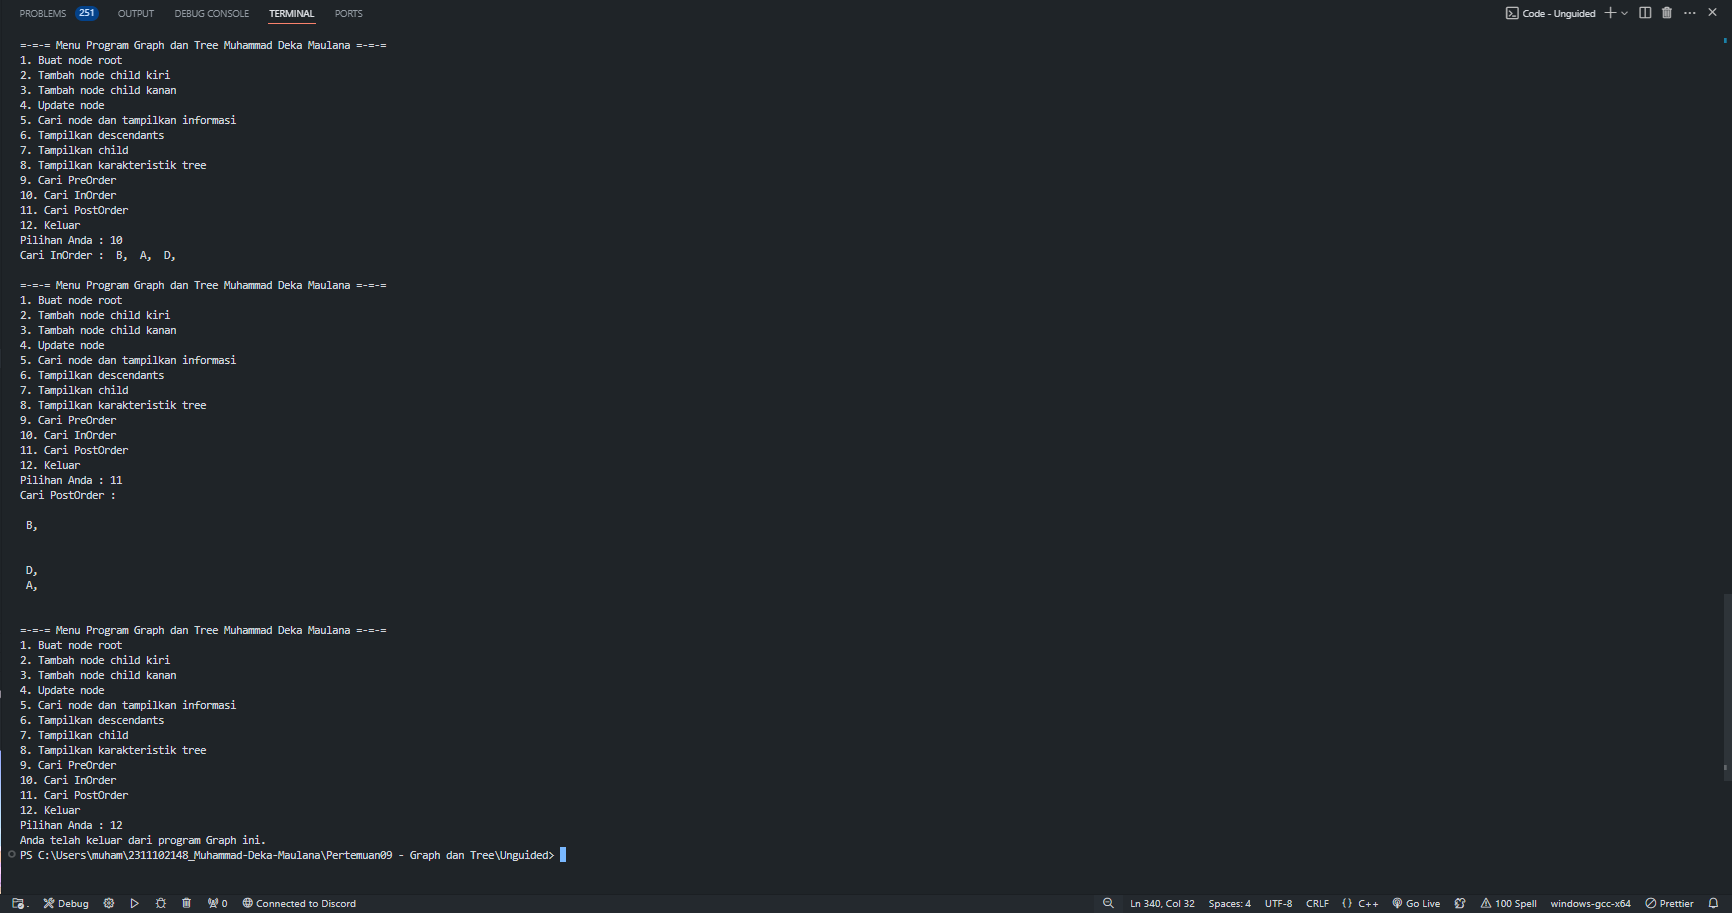 PROBLEMS 251 OUTPUT DEBUG CONSOLE TERMINAL PORTS Code - Unguided
=-=-= Menu Program Graph dan Tree Muhammad Deka Maulana =-=-=
1. Buat node root
2. Tambah node child kiri
3. Tambah node child kanan
4. Update node
5. Cari node dan tampilkan informasi
6. Tampilkan descendants
7. Tampilkan child
8. Tampilkan karakteristik tree
9. Cari PreOrder
10. Cari InOrder
11. Cari PostOrder
12. Keluar
Pilihan Anda : 10
Cari InOrder :  B,  A,  D,
=-=-= Menu Program Graph dan Tree Muhammad Deka Maulana =-=-=
1. Buat node root
2. Tambah node child kiri
3. Tambah node child kanan
4. Update node
5. Cari node dan tampilkan informasi
6. Tampilkan descendants
7. Tampilkan child
8. Tampilkan karakteristik tree
9. Cari PreOrder
10. Cari InOrder
11. Cari PostOrder
12. Keluar
Pilihan Anda : 11
Cari PostOrder :
B,
D,
A,
=-=-= Menu Program Graph dan Tree Muhammad Deka Maulana =-=-=
1. Buat node root
2. Tambah node child kiri
3. Tambah node child kanan
4. Update node
5. Cari node dan tampilkan informasi
6. Tampilkan descendants
7. Tampilkan child
8. Tampilkan karakteristik tree
9. Cari PreOrder
10. Cari InOrder
11. Cari PostOrder
12. Keluar
Pilihan Anda : 12
Anda telah keluar dari program Graph ini.
PS C:\Users\muham\2311102148_Muhammad-Deka-Maulana\Pertemuan09 - Graph dan Tree\Unguided>
Debug 0 Connected to Discord Ln 340, Col 32 Spaces: 4 UTF-8 CRLF {} C++ Go Live 100 Spell windows-gcc-x64 Prettier